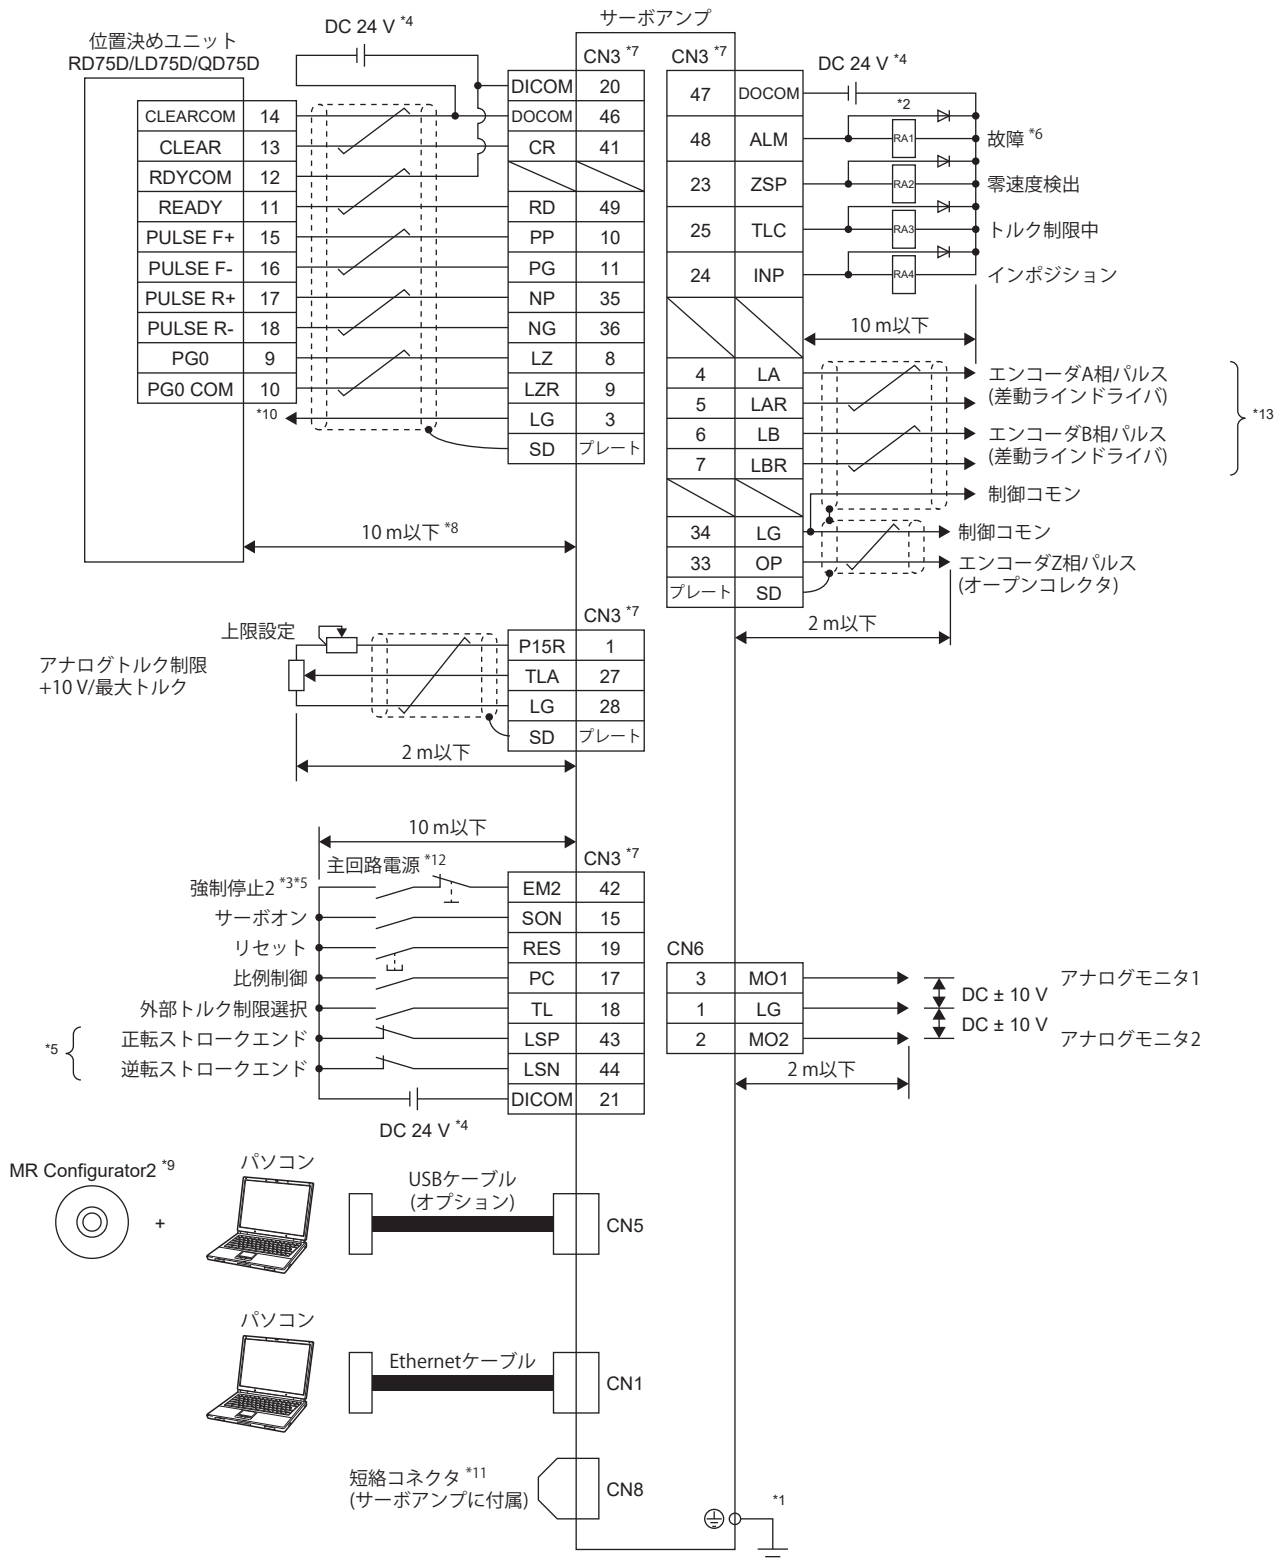 サーボアンプ
DC 24 V *4
位置決めユニット
RD75D/LD75D/QD75D
CN3 *7
DICOM 20
CLEARCOM 14 DOCOM 46
CLEAR 13 CR 41
RDYCOM 12
READY 11 RD 49
PULSE F+ 15 PP 10
PULSE F- 16 PG 11
PULSE R+ 17 NP 35
PULSE R- 18 NG 36
PG0 9 LZ 8
PG0 COM 10 LZR 9
*10 LG 3
SD プレート
10 m以下 *8
CN3 *7
DC 24 V *4
47 DOCOM
*2
48 ALM RA1 故障 *6
23 ZSP RA2 零速度検出
25 TLC RA3 トルク制限中
24 INP RA4 インポジション
10 m以下
4 LA エンコーダA相パルス
5 LAR (差動ラインドライバ)
*13
6 LB エンコーダB相パルス
7 LBR (差動ラインドライバ)
制御コモン
34 LG 制御コモン
33 OP エンコーダZ相パルス
(オープンコレクタ)
プレート SD
2 m以下
CN3 *7
上限設定
P15R 1
アナログトルク制限
+10 V/最大トルク
TLA 27
LG 28
SD プレート
2 m以下
10 m以下
CN3 *7
主回路電源 *12
強制停止2 *3*5 EM2 42
サーボオン SON 15
リセット RES 19
比例制御 PC 17
外部トルク制限選択 TL 18
*5
正転ストロークエンド LSP 43
逆転ストロークエンド LSN 44
DICOM 21
DC 24 V *4
CN6
3 MO1 アナログモニタ1
DC ± 10 V
1 LG
DC ± 10 V
2 MO2 アナログモニタ2
2 m以下
MR Configurator2 *9
+
パソコン
USBケーブル
(オプション)
CN5
パソコン
Ethernetケーブル
CN1
短絡コネクタ *11
(サーボアンプに付属)
CN8
*1